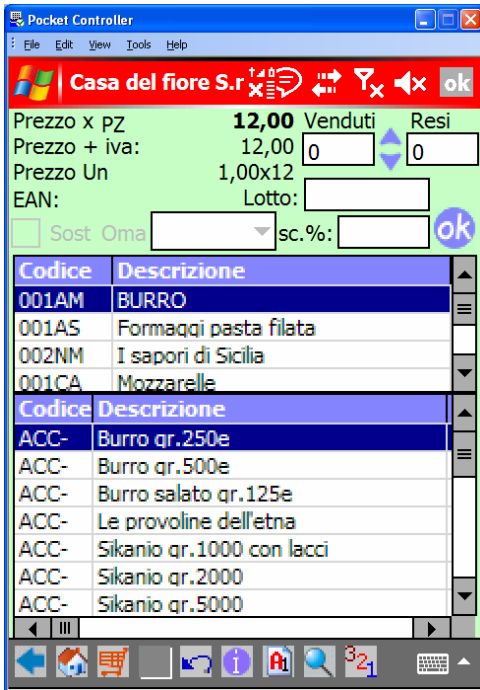 Pocket Controller
File Edit View Tools Help
Casa del fiore S.r ok
Prezzo x PZ 12,00 Venduti Resi
Prezzo + iva: 12,00 0 0
Prezzo Un 1,00x12
EAN: Lotto:
Sost Oma sc.%: ok
Codice Descrizione
001AM BURRO
001AS Formaggi pasta filata
002NM I sapori di Sicilia
001CA Mozzarelle
Codice Descrizione
ACC- Burro gr.250e
ACC- Burro gr.500e
ACC- Burro salato gr.125e
ACC- Le provoline dell'etna
ACC- Sikanio gr.1000 con lacci
ACC- Sikanio gr.2000
ACC- Sikanio gr.5000
i A1 321